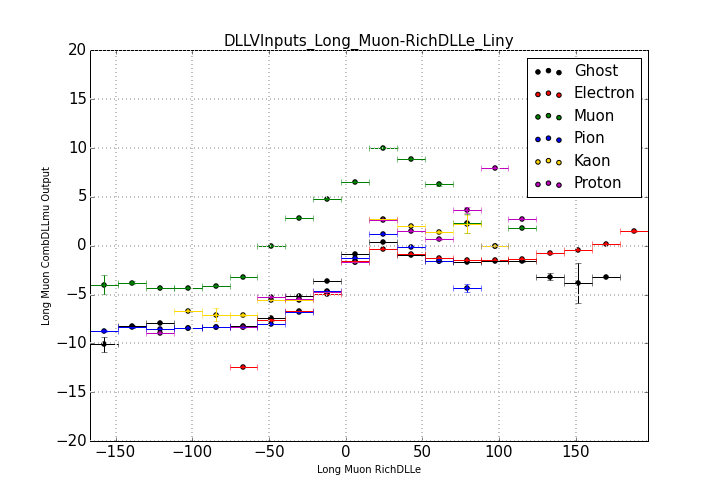 DLLVInputs_Long_Muon-RichDLLe_Liny
20
15
10
5
0
−5
−10
−15
−20
Long Muon CombDLLmu Output
Ghost
Electron
Muon
Pion
Kaon
Proton
−150 −100 −50 0 50 100 150
Long Muon RichDLLe